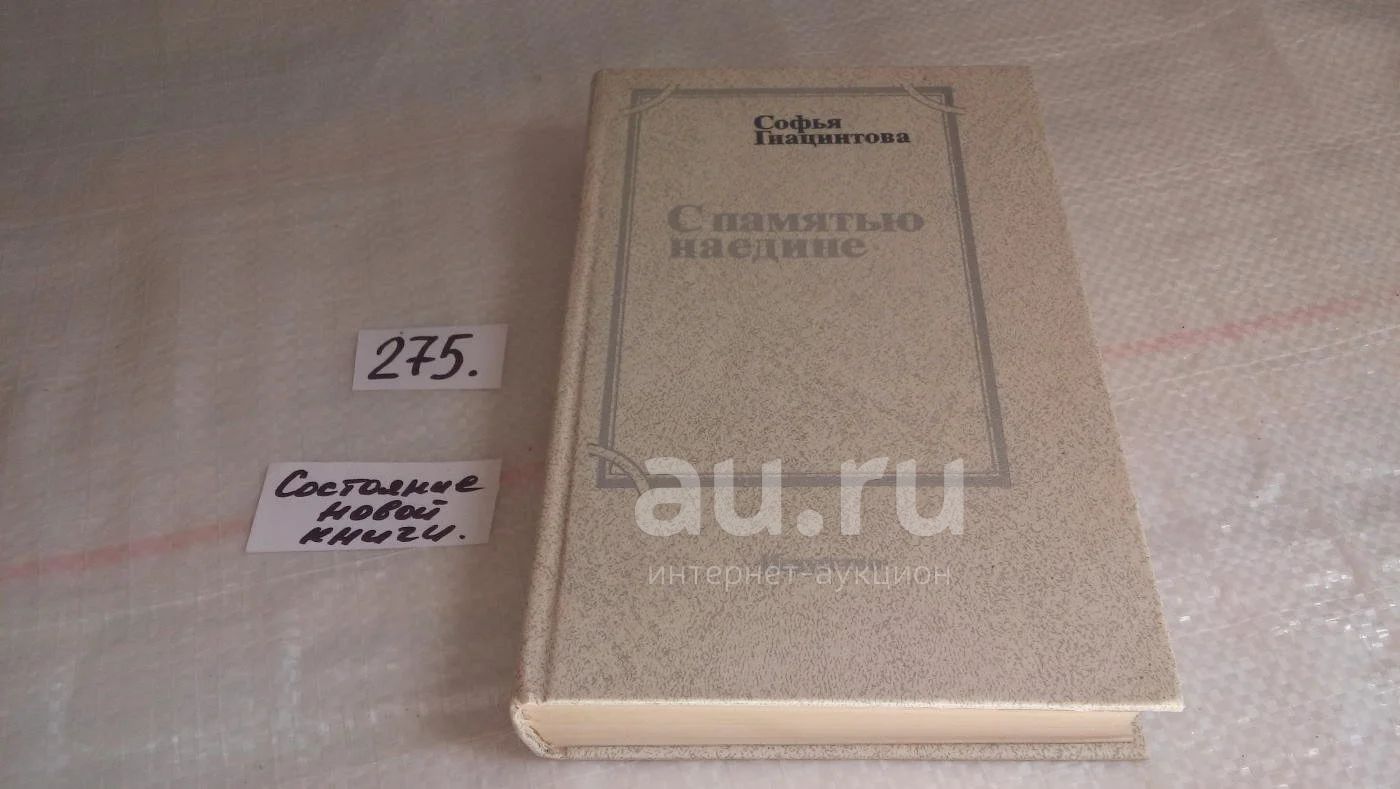 Софья
Гиацинтова
С памятью
наедине
275.
Состояние
новой
книги.
au.ru
интернет-аукцион